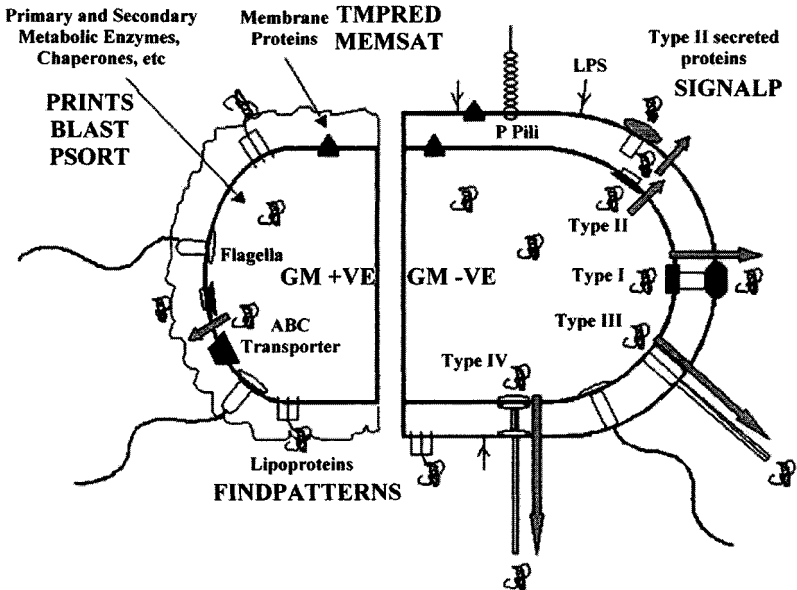 Primary and Secondary
Metabolic Enzymes,
Chaperones, etc
PRINTS
BLAST
PSORT
Membrane
Proteins
TMPRED
MEMSAT
LPS
P Pili
Type II secreted
proteins
SIGNALP
Flagella
GM +VE
GM -VE
Type II
Type I
Type III
Type IV
ABC
Transporter
Lipoproteins
FINDPATTERNS